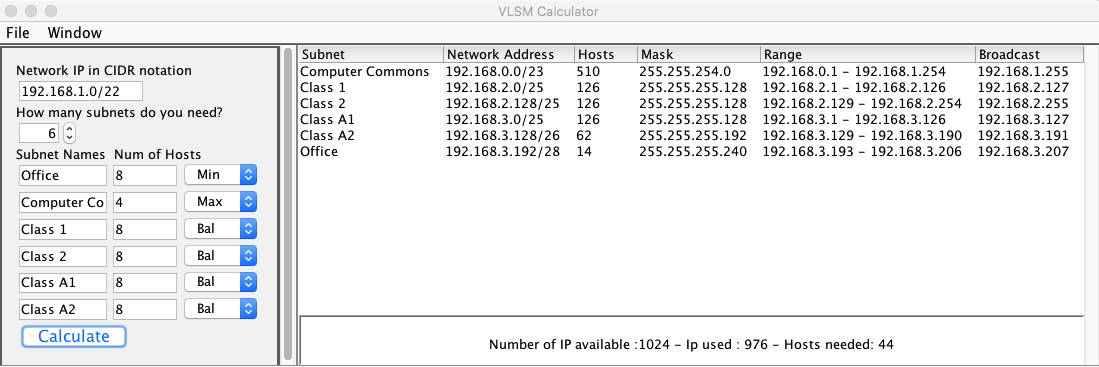 VLSM Calculator
File Window
Network IP in CIDR notation
192.168.1.0/22
How many subnets do you need?
6
Subnet Names Num of Hosts
Office 8 Min
Computer Co 4 Max
Class 1 8 Bal
Class 2 8 Bal
Class A1 8 Bal
Class A2 8 Bal
Calculate
Subnet Network Address Hosts Mask Range Broadcast
Computer Commons 192.168.0.0/23 510 255.255.254.0 192.168.0.1 - 192.168.1.254 192.168.1.255
Class 1 192.168.2.0/25 126 255.255.255.128 192.168.2.1 - 192.168.2.126 192.168.2.127
Class 2 192.168.2.128/25 126 255.255.255.128 192.168.2.129 - 192.168.2.254 192.168.2.255
Class A1 192.168.3.0/25 126 255.255.255.128 192.168.3.1 - 192.168.3.126 192.168.3.127
Class A2 192.168.3.128/26 62 255.255.255.192 192.168.3.129 - 192.168.3.190 192.168.3.191
Office 192.168.3.192/28 14 255.255.255.240 192.168.3.193 - 192.168.3.206 192.168.3.207
Number of IP available :1024 - Ip used : 976 - Hosts needed: 44